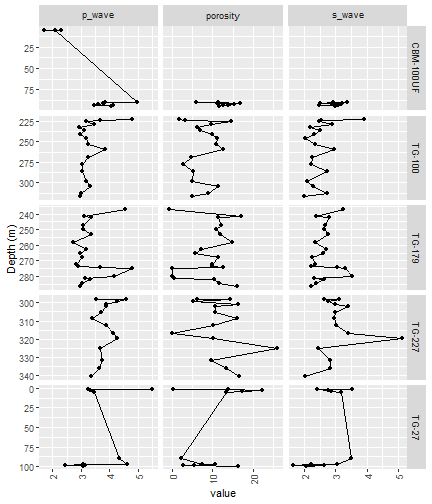 p_wave porosity s_wave
25
50
75
CBM-100UF
225
250
275
300
TG-100
240
260
280
TG-179
300
310
320
330
340
TG-227
0
25
50
75
100
TG-27
Depth (m)
2 3 4 5 0 10 20 2 3 4 5
value